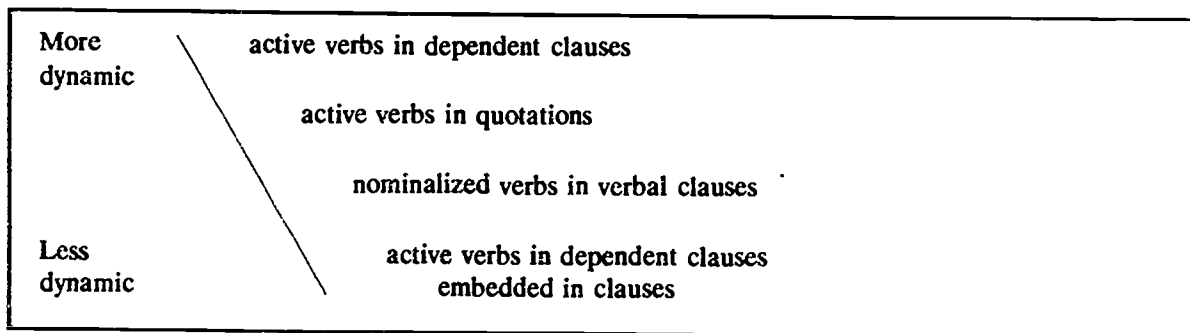 More active verbs in dependent clauses
dynamic
active verbs in quotations
nominalized verbs in verbal clauses
Less active verbs in dependent clauses
dynamic embedded in clauses